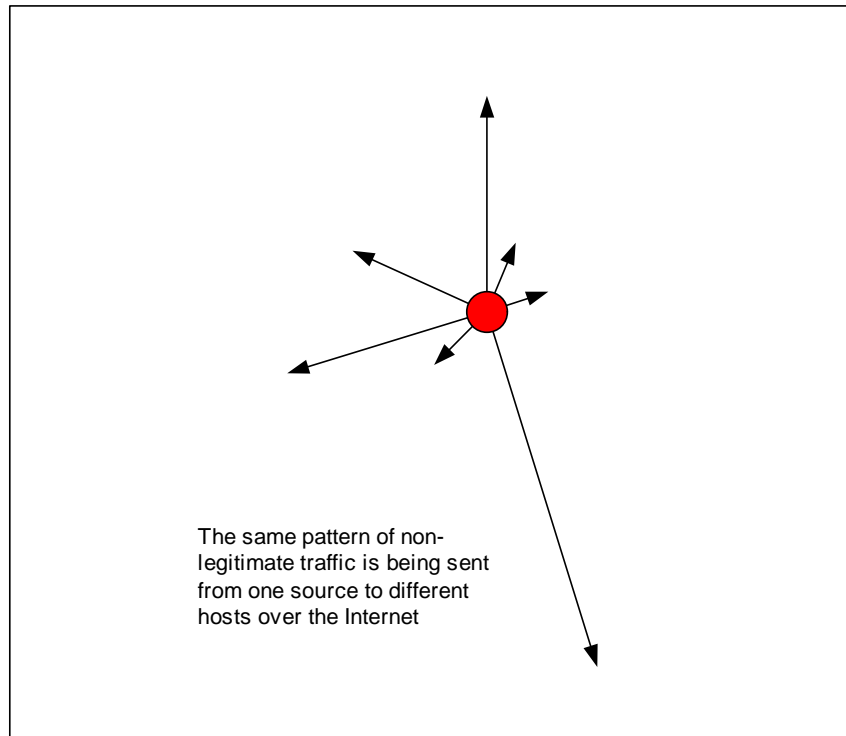 The same pattern of non-
legitimate traffic is being sent
from one source to different
hosts over the Internet